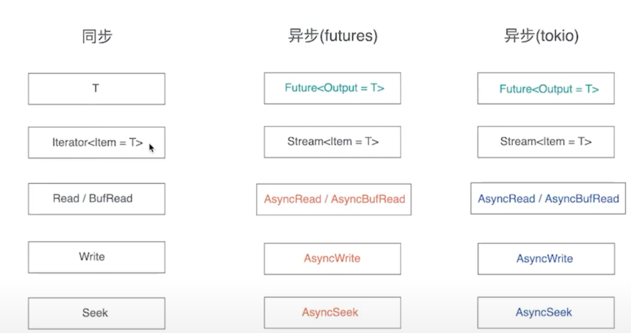 同步 异步(futures) 异步(tokio)
T Future<Output = T> Future<Output = T>
Iterator<Item = T> Stream<Item = T> Stream<Item = T>
Read / BufRead AsyncRead / AsyncBufRead AsyncRead / AsyncBufRead
Write AsyncWrite AsyncWrite
Seek AsyncSeek AsyncSeek